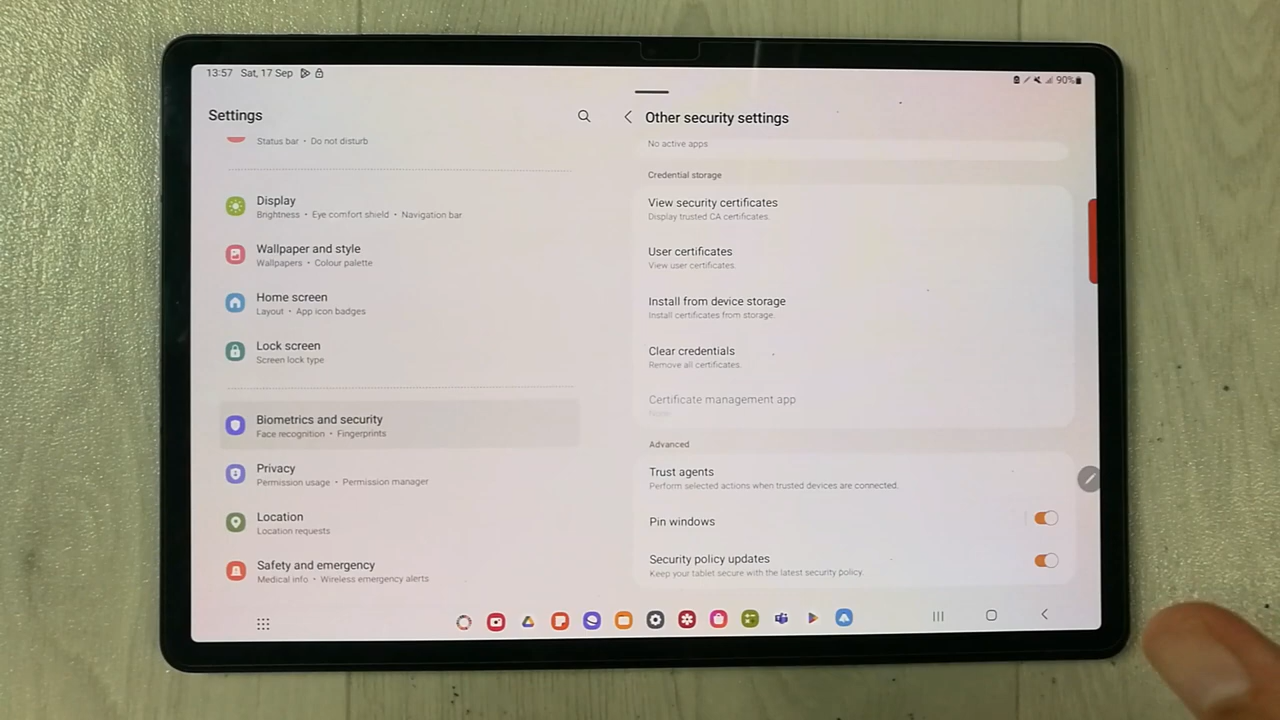 13:57 Sat, 17 Sep
90%
Settings
Status bar • Do not disturb
Display
Brightness • Eye comfort shield • Navigation bar
Wallpaper and style
Wallpapers • Colour palette
Home screen
Layout • App icon badges
Lock screen
Screen lock type
Biometrics and security
Face recognition • Fingerprints
Privacy
Permission usage • Permission manager
Location
Location requests
Safety and emergency
Medical info • Wireless emergency alerts
Other security settings
No active apps
Credential storage
View security certificates
Display trusted CA certificates.
User certificates
View user certificates.
Install from device storage
Install certificates from storage.
Clear credentials
Remove all certificates.
Certificate management app
None
Advanced
Trust agents
Perform selected actions when trusted devices are connected.
Pin windows
Security policy updates
Keep your tablet secure with the latest security policy.